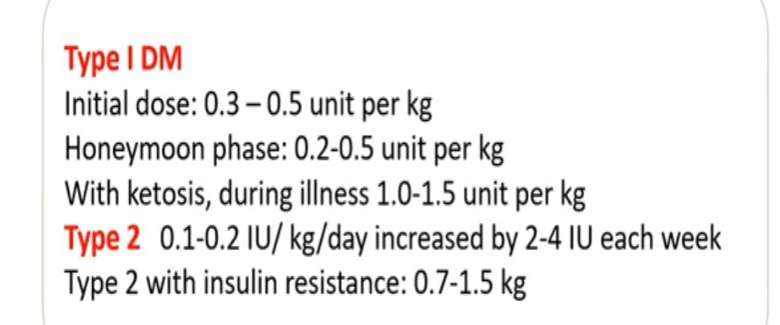 Type I DM
Initial dose: 0.3 – 0.5 unit per kg
Honeymoon phase: 0.2-0.5 unit per kg
With ketosis, during illness 1.0-1.5 unit per kg
Type 2 0.1-0.2 IU/ kg/day increased by 2-4 IU each week
Type 2 with insulin resistance: 0.7-1.5 kg